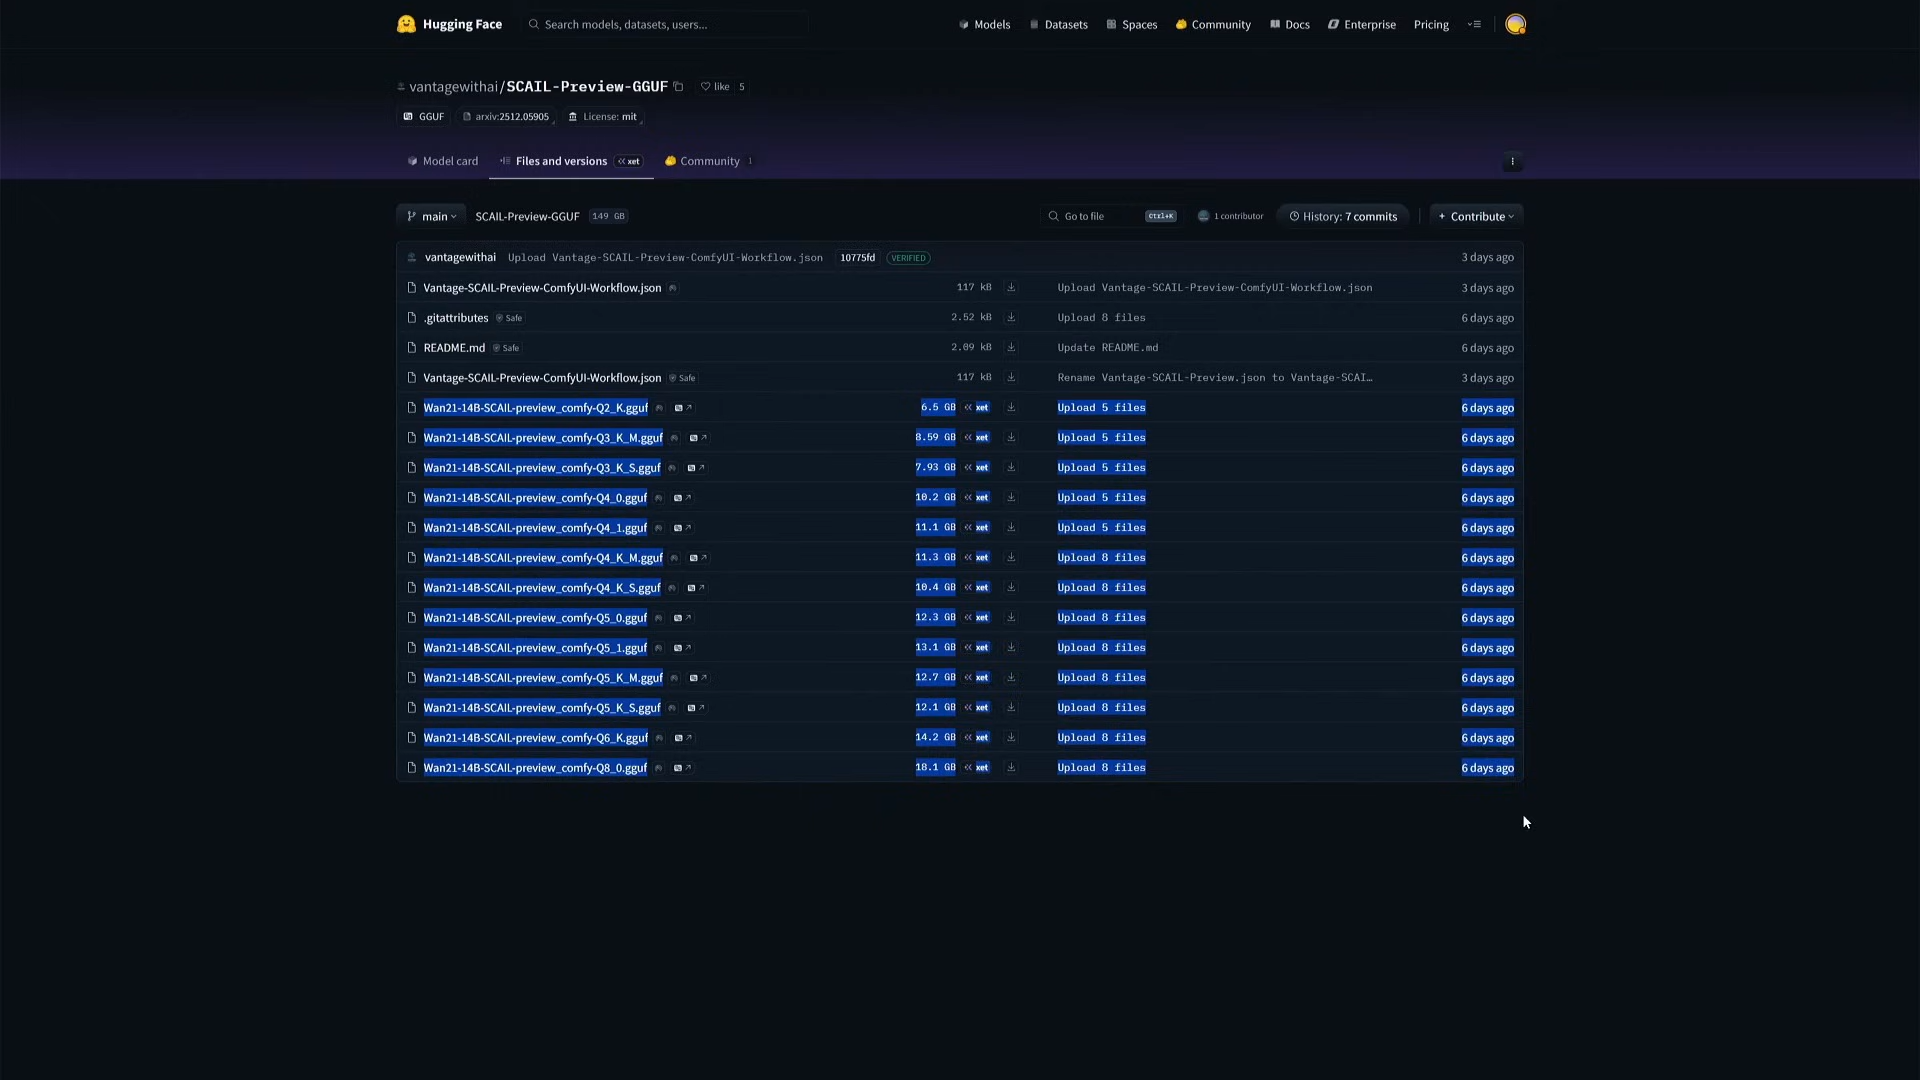 Hugging Face Search models, datasets, users... Models Datasets Spaces Community Docs Enterprise Pricing
vantagewithai/SCAIL-Preview-GGUF like 5
GGUF arxiv:2512.05905 License: mit
Model card Files and versions xet Community 1
main SCAIL-Preview-GGUF 149 GB Go to file Ctrl+K 1 contributor History: 7 commits + Contribute
vantagewithai Upload Vantage-SCAIL-Preview-ComfyUI-Workflow.json 10775fd VERIFIED 3 days ago
Vantage-SCAIL-Preview-ComfyUI-Workflow.json 117 kB Upload Vantage-SCAIL-Preview-ComfyUI-Workflow.json 3 days ago
.gitattributes Safe 2.52 kB Upload 8 files 6 days ago
README.md Safe 2.09 kB Update README.md 6 days ago
Vantage-SCAIL-Preview-ComfyUI-Workflow.json Safe 117 kB Rename Vantage-SCAIL-Preview.json to Vantage-SCAI… 3 days ago
Wan21-14B-SCAIL-preview_comfy-Q2_K.gguf 6.5 GB xet Upload 5 files 6 days ago
Wan21-14B-SCAIL-preview_comfy-Q3_K_M.gguf 8.59 GB xet Upload 5 files 6 days ago
Wan21-14B-SCAIL-preview_comfy-Q3_K_S.gguf 7.93 GB xet Upload 5 files 6 days ago
Wan21-14B-SCAIL-preview_comfy-Q4_0.gguf 10.2 GB xet Upload 5 files 6 days ago
Wan21-14B-SCAIL-preview_comfy-Q4_1.gguf 11.1 GB xet Upload 5 files 6 days ago
Wan21-14B-SCAIL-preview_comfy-Q4_K_M.gguf 11.3 GB xet Upload 8 files 6 days ago
Wan21-14B-SCAIL-preview_comfy-Q4_K_S.gguf 10.4 GB xet Upload 8 files 6 days ago
Wan21-14B-SCAIL-preview_comfy-Q5_0.gguf 12.3 GB xet Upload 8 files 6 days ago
Wan21-14B-SCAIL-preview_comfy-Q5_1.gguf 13.1 GB xet Upload 8 files 6 days ago
Wan21-14B-SCAIL-preview_comfy-Q5_K_M.gguf 12.7 GB xet Upload 8 files 6 days ago
Wan21-14B-SCAIL-preview_comfy-Q5_K_S.gguf 12.1 GB xet Upload 8 files 6 days ago
Wan21-14B-SCAIL-preview_comfy-Q6_K.gguf 14.2 GB xet Upload 8 files 6 days ago
Wan21-14B-SCAIL-preview_comfy-Q8_0.gguf 18.1 GB xet Upload 8 files 6 days ago